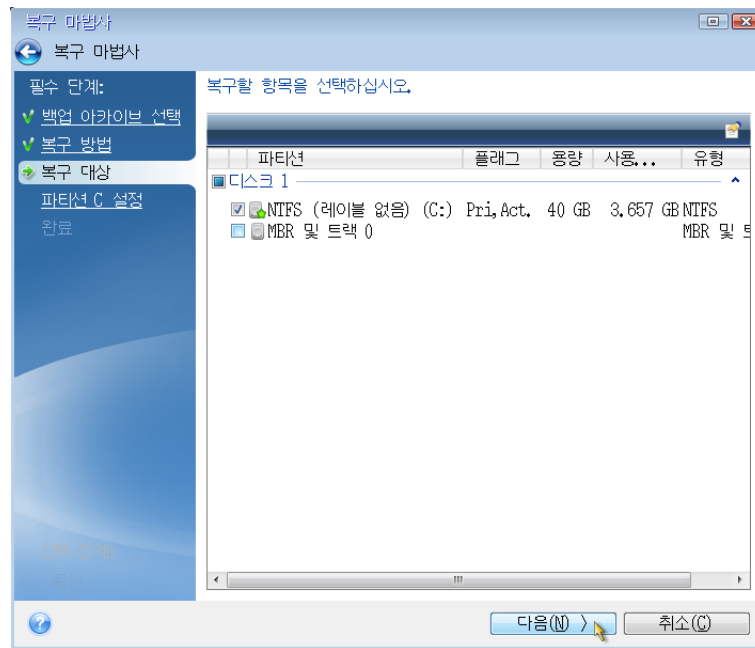 복구 마법사
복구 마법사
필수 단계:
백업 아카이브 선택
복구 방법
복구 대상
파티션 C 설정
완료
복구할 항목을 선택하십시오.
파티션 플래그 용량 사용... 유형
디스크 1
NTFS (레이블 없음) (C:) Pri,Act. 40 GB 3.657 GB NTFS
MBR 및 트랙 0 MBR 및
다음(N) >
취소(C)